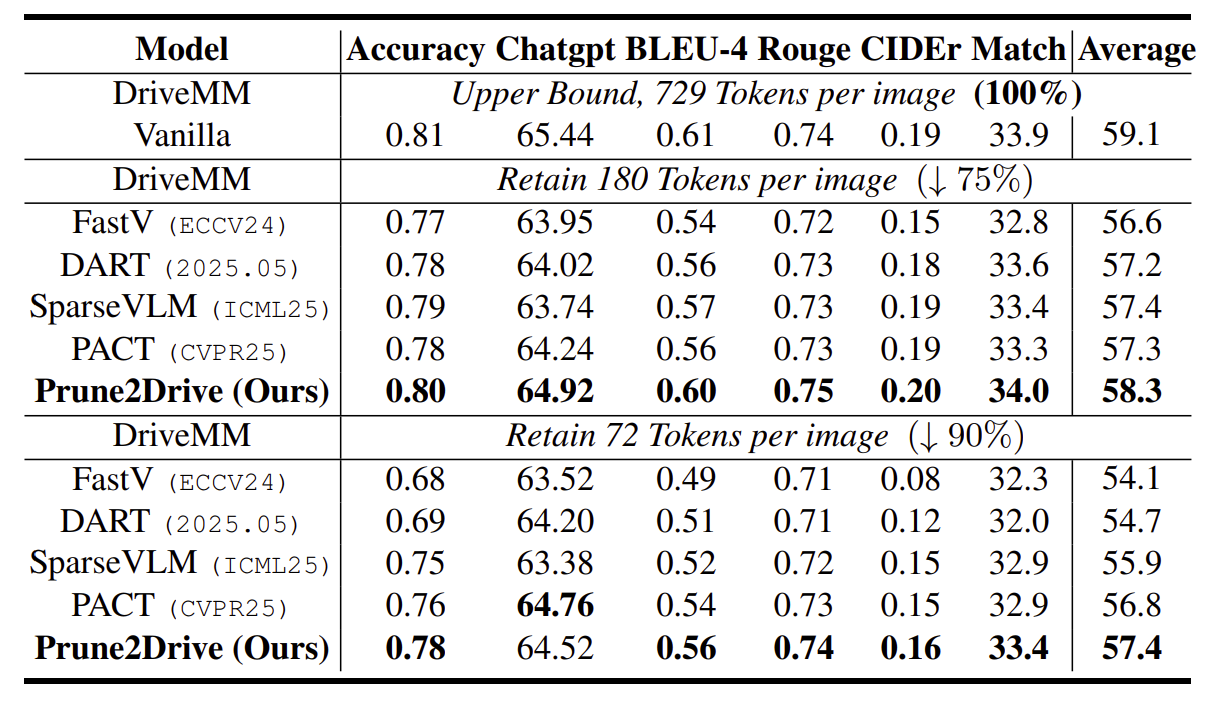 Model Accuracy Chatgpt BLEU-4 Rouge CIDEr Match Average
DriveMM Upper Bound, 729 Tokens per image (100%)
Vanilla 0.81 65.44 0.61 0.74 0.19 33.9 59.1
DriveMM Retain 180 Tokens per image (↓ 75%)
FastV (ECCV24) 0.77 63.95 0.54 0.72 0.15 32.8 56.6
DART (2025.05) 0.78 64.02 0.56 0.73 0.18 33.6 57.2
SparseVLM (ICML25) 0.79 63.74 0.57 0.73 0.19 33.4 57.4
PACT (CVPR25) 0.78 64.24 0.56 0.73 0.19 33.3 57.3
Prune2Drive (Ours) 0.80 64.92 0.60 0.75 0.20 34.0 58.3
DriveMM Retain 72 Tokens per image (↓ 90%)
FastV (ECCV24) 0.68 63.52 0.49 0.71 0.08 32.3 54.1
DART (2025.05) 0.69 64.20 0.51 0.71 0.12 32.0 54.7
SparseVLM (ICML25) 0.75 63.38 0.52 0.72 0.15 32.9 55.9
PACT (CVPR25) 0.76 64.76 0.54 0.73 0.15 32.9 56.8
Prune2Drive (Ours) 0.78 64.52 0.56 0.74 0.16 33.4 57.4